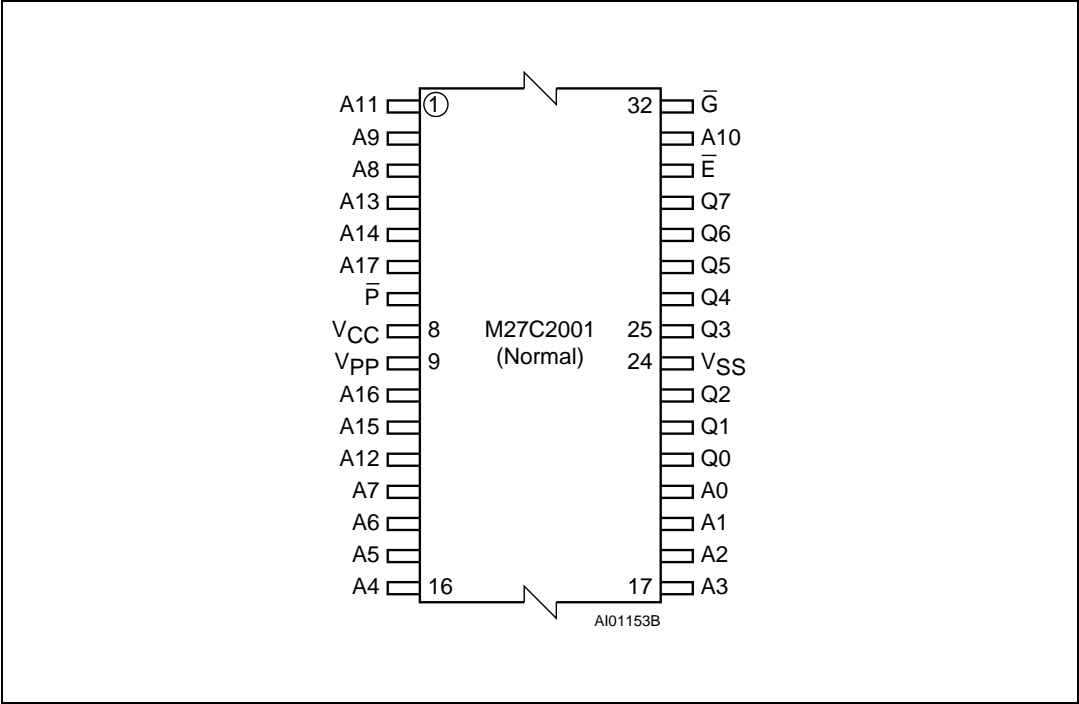 A11 1 32 G̅
A9 A10
A8 E̅
A13 Q7
A14 Q6
A17 Q5
P̅ Q4
VCC 8 M27C2001 25 Q3
VPP 9 (Normal) 24 VSS
A16 Q2
A15 Q1
A12 Q0
A7 A0
A6 A1
A5 A2
A4 16 17 A3
AI01153B